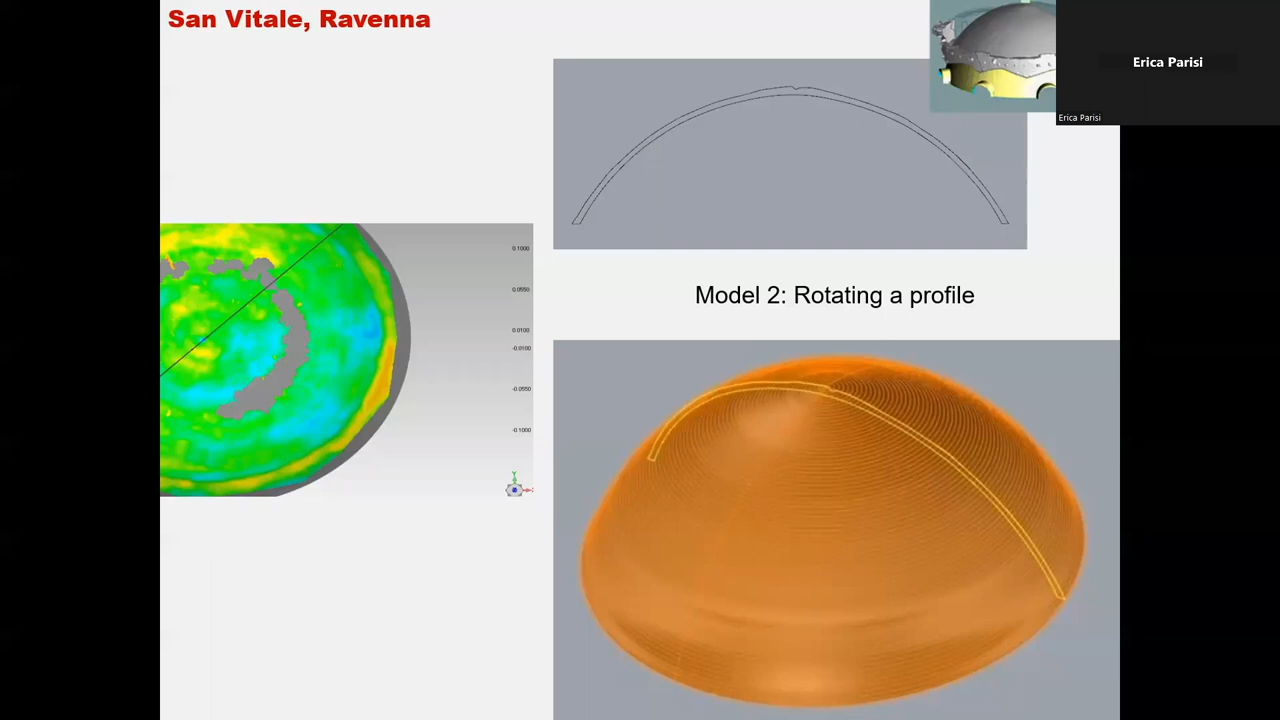 San Vitale, Ravenna
Erica Parisi
Erica Parisi
0.1000
0.0550
0.0100
-0.0100
-0.0550
-0.1000
Y
Model 2: Rotating a profile